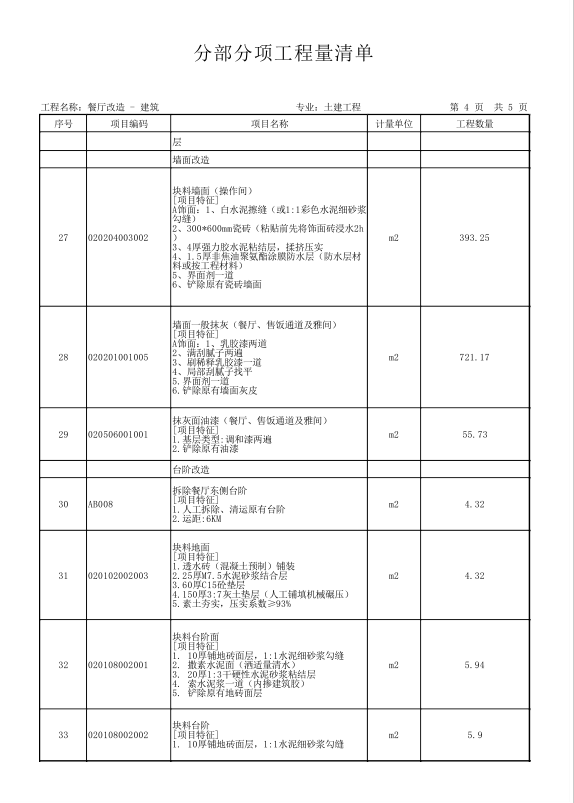 分部分项工程量清单
工程名称：餐厅改造 - 建筑 专业：土建工程 第 4 页 共 5 页
序号 项目编码 项目名称 计量单位 工程数量
层
墙面改造
块料墙面（操作间）
[项目特征]
A饰面：1、白水泥擦缝（或1:1彩色水泥细砂浆
勾缝）
2、300*600mm瓷砖（粘贴前先将饰面砖浸水2h
）
3、4厚强力胶水泥粘结层，揉挤压实
4、1.5厚非焦油聚氨酯涂膜防水层（防水层材
料或按工程材料）
5、界面剂一道
6、铲除原有瓷砖墙面
27 020204003002 m2 393.25
墙面一般抹灰（餐厅、售饭通道及雅间）
[项目特征]
A饰面：1、乳胶漆两道
2、满刮腻子两遍
3、刷稀释乳胶漆一道
4、局部刮腻子找平
5.界面剂一道
6.铲除原有墙面灰皮
28 020201001005 m2 721.17
抹灰面油漆（餐厅、售饭通道及雅间）
[项目特征]
1.基层类型:调和漆两遍
2.铲除原有油漆
29 020506001001 m2 55.73
台阶改造
拆除餐厅东侧台阶
[项目特征]
1.人工拆除、清运原有台阶
2.运距:6KM
30 AB008 m2 4.32
块料地面
[项目特征]
1.透水砖（混凝土预制）铺装
2.25厚M7.5水泥砂浆结合层
3.60厚C15砼垫层
4.150厚3:7灰土垫层（人工铺填机械碾压）
5.素土夯实，压实系数≥93%
31 020102002003 m2 4.32
块料台阶面
[项目特征]
1. 10厚铺地砖面层，1:1水泥细砂浆勾缝
2. 撒素水泥面（洒适量清水）
3. 20厚1:3干硬性水泥砂浆粘结层
4. 索水泥浆一道（内掺建筑胶）
5. 铲除原有地砖面层
32 020108002001 m2 5.94
块料台阶
[项目特征]
1. 10厚铺地砖面层，1:1水泥细砂浆勾缝
33 020108002002 m2 5.9